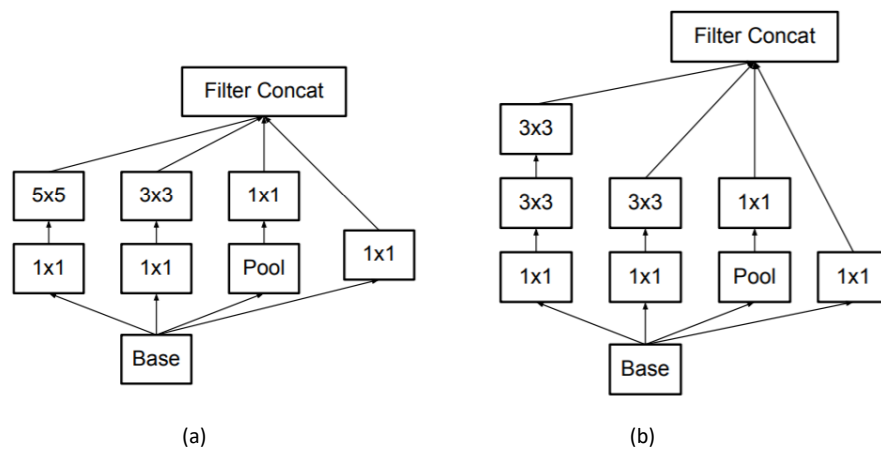 Filter Concat
5x5
3x3
1x1
1x1
1x1
1x1
Pool
Base
(a)
Filter Concat
3x3
3x3
3x3
1x1
1x1
1x1
Pool
1x1
Base
(b)